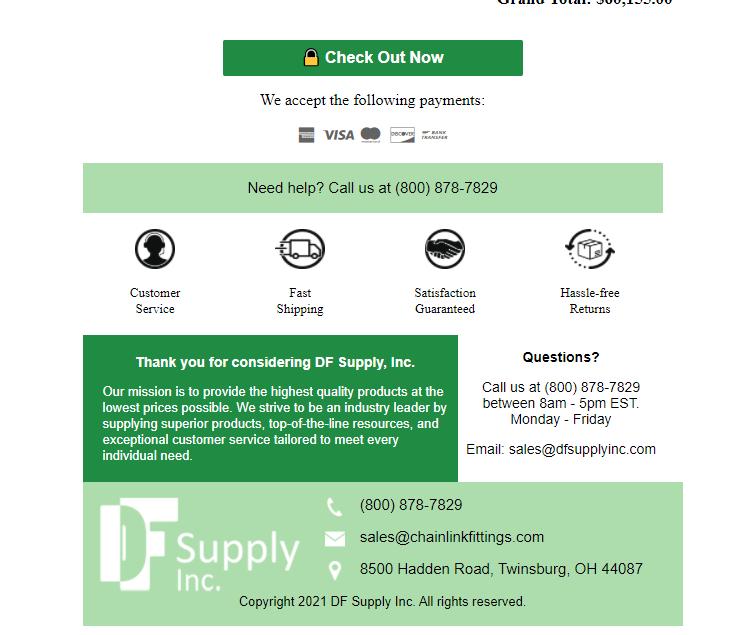 Check Out Now
We accept the following payments:
VISA DISCOVER BANK
TRANSFER
Need help? Call us at (800) 878-7829
Customer Fast Satisfaction Hassle-free
Service Shipping Guaranteed Returns
Thank you for considering DF Supply, Inc.
Our mission is to provide the highest quality products at the
lowest prices possible. We strive to be an industry leader by
supplying superior products, top-of-the-line resources, and
exceptional customer service tailored to meet every
individual need.
Questions?
Call us at (800) 878-7829
between 8am - 5pm EST.
Monday - Friday
Email: sales@dfsupplyinc.com
DF Supply
Inc.
(800) 878-7829
sales@chainlinkfittings.com
8500 Hadden Road, Twinsburg, OH 44087
Copyright 2021 DF Supply Inc. All rights reserved.